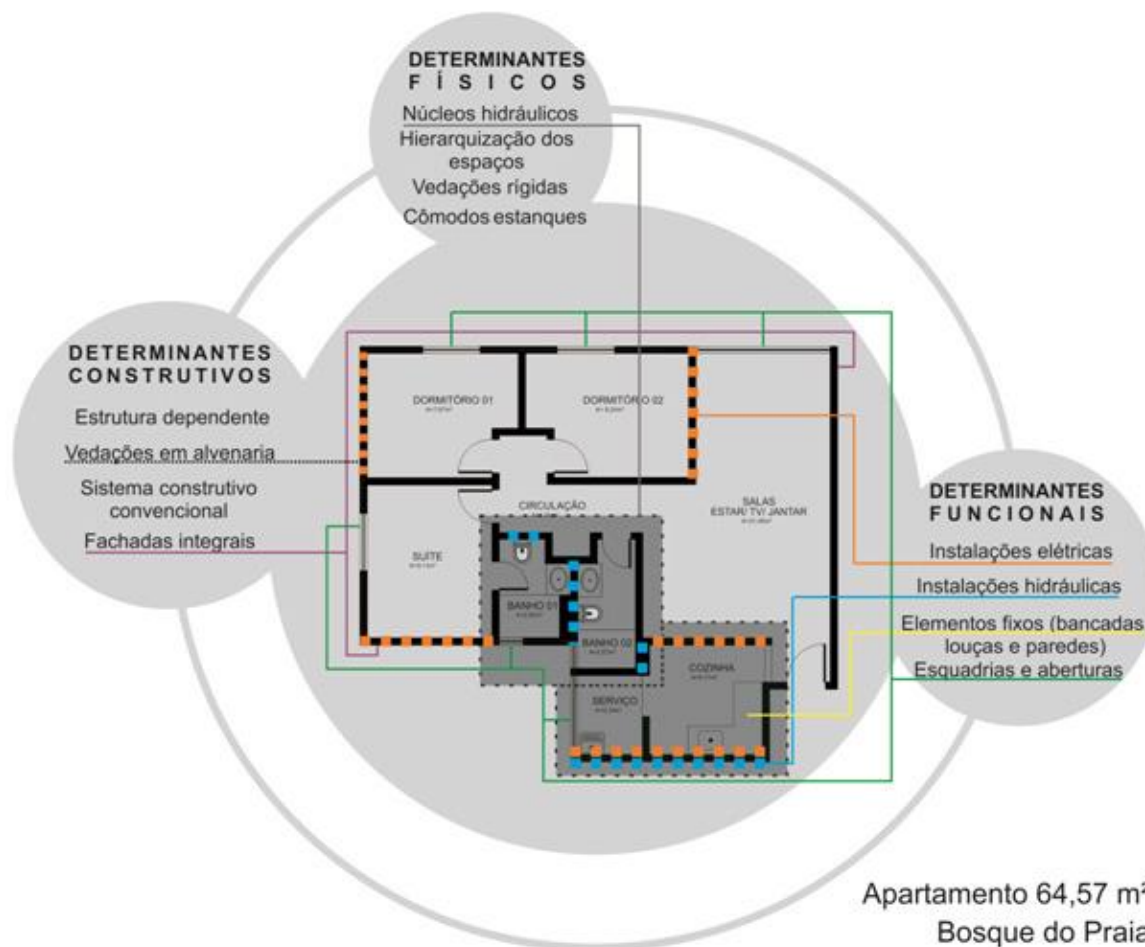 DETERMINANTES
FÍSICOS
Núcleos hidráulicos
Hierarquização dos
espaços
Vedações rígidas
Cômodos estanques
DETERMINANTES
CONSTRUTIVOS
Estrutura dependente
Vedações em alvenaria
Sistema construtivo
convencional
Fachadas integrais
DORMITÓRIO 01
DORMITÓRIO 02
CIRCULAÇÃO
SALAS
ESTAR/ TV/ JANTAR
SUÍTE
BANHO 01
BANHO 02
COZINHA
SERVIÇO
DETERMINANTES
FUNCIONAIS
Instalações elétricas
Instalações hidráulicas
Elementos fixos (bancadas
louças e paredes)
Esquadrias e aberturas
Apartamento 64,57 m²
Bosque do Praia